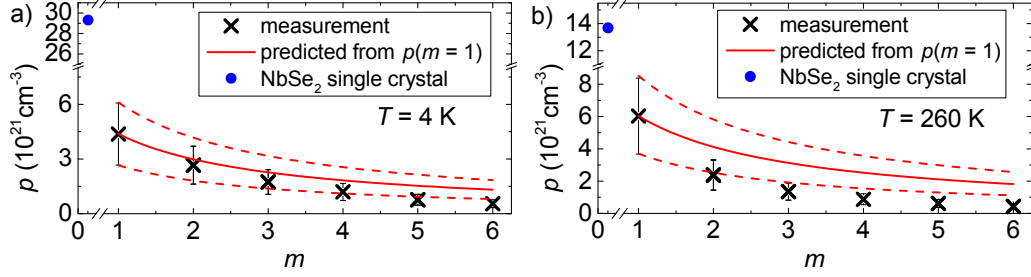 a)
30
28
26
6
3
0
p (10²¹cm⁻³)
measurement
predicted from p(m = 1)
NbSe₂ single crystal
T = 4 K
1 2 3 4 5 6
m
b)
14
12
8
6
4
2
0
p (10²¹cm⁻³)
measurement
predicted from p(m = 1)
NbSe₂ single crystal
T = 260 K
1 2 3 4 5 6
m